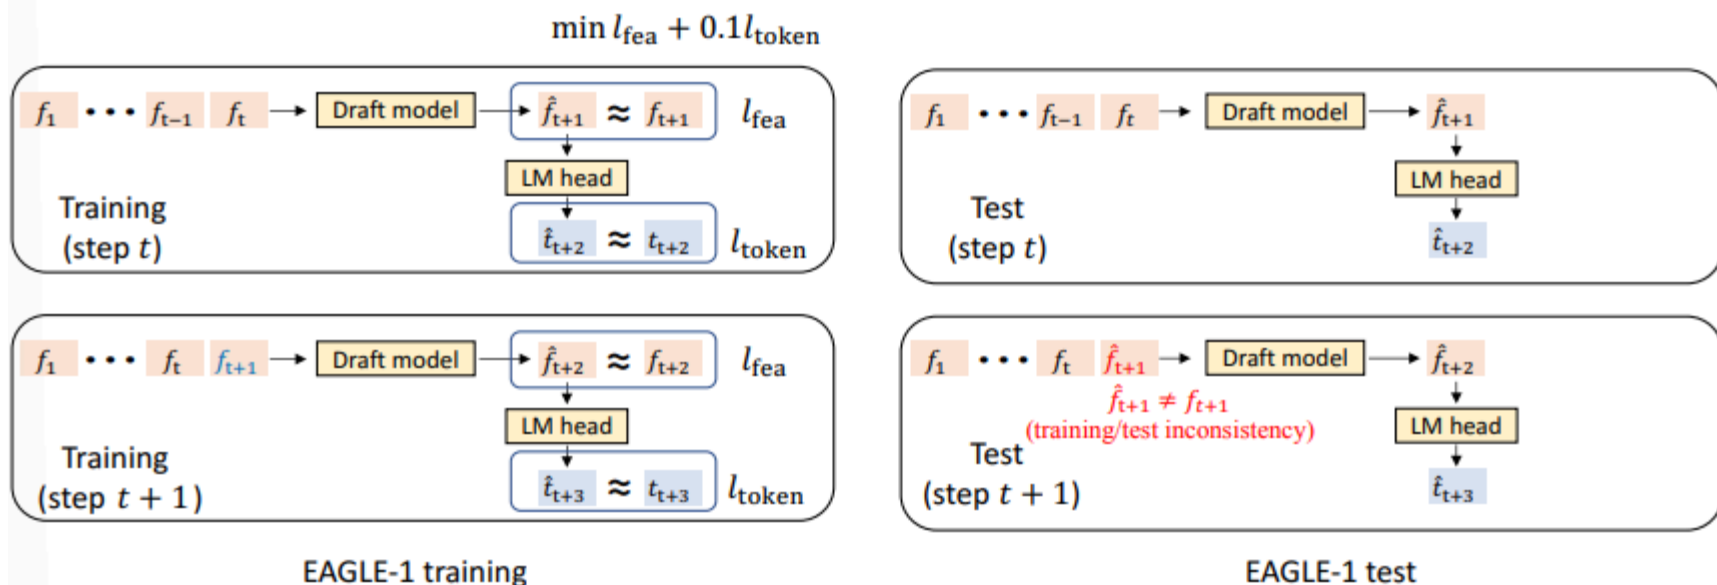 min l_fea + 0.1l_token
f_1 ••• f_t−1 f_t → Draft model → f̂_t+1 ≈ f_t+1 l_fea
LM head
t̂_t+2 ≈ t_t+2 l_token
Training
(step t)
f_1 ••• f_t−1 f_t → Draft model → f̂_t+1
LM head
t̂_t+2
Test
(step t)
f_1 ••• f_t f_t+1 → Draft model → f̂_t+2 ≈ f_t+2 l_fea
LM head
t̂_t+3 ≈ t_t+3 l_token
Training
(step t + 1)
f_1 ••• f_t f̂_t+1 → Draft model → f̂_t+2
f̂_t+1 ≠ f_t+1
(training/test inconsistency)
LM head
t̂_t+3
Test
(step t + 1)
EAGLE-1 training
EAGLE-1 test